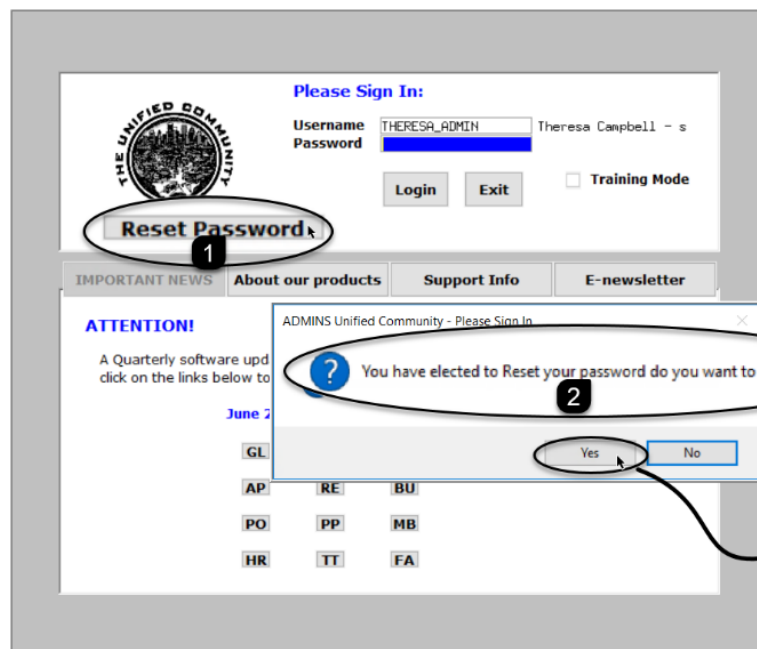 THE UNIFIED COMMUNITY
Please Sign In:
Username THERESA_ADMIN Theresa Campbell - s
Password
Login Exit Training Mode
Reset Password
1
IMPORTANT NEWS About our products Support Info E-newsletter
ATTENTION!
ADMINS Unified Community - Please Sign In
A Quarterly software upd
click on the links below to
You have elected to Reset your password do you want to
2
June 2
GL
Yes No
AP RE BU
PO PP MB
HR TT FA